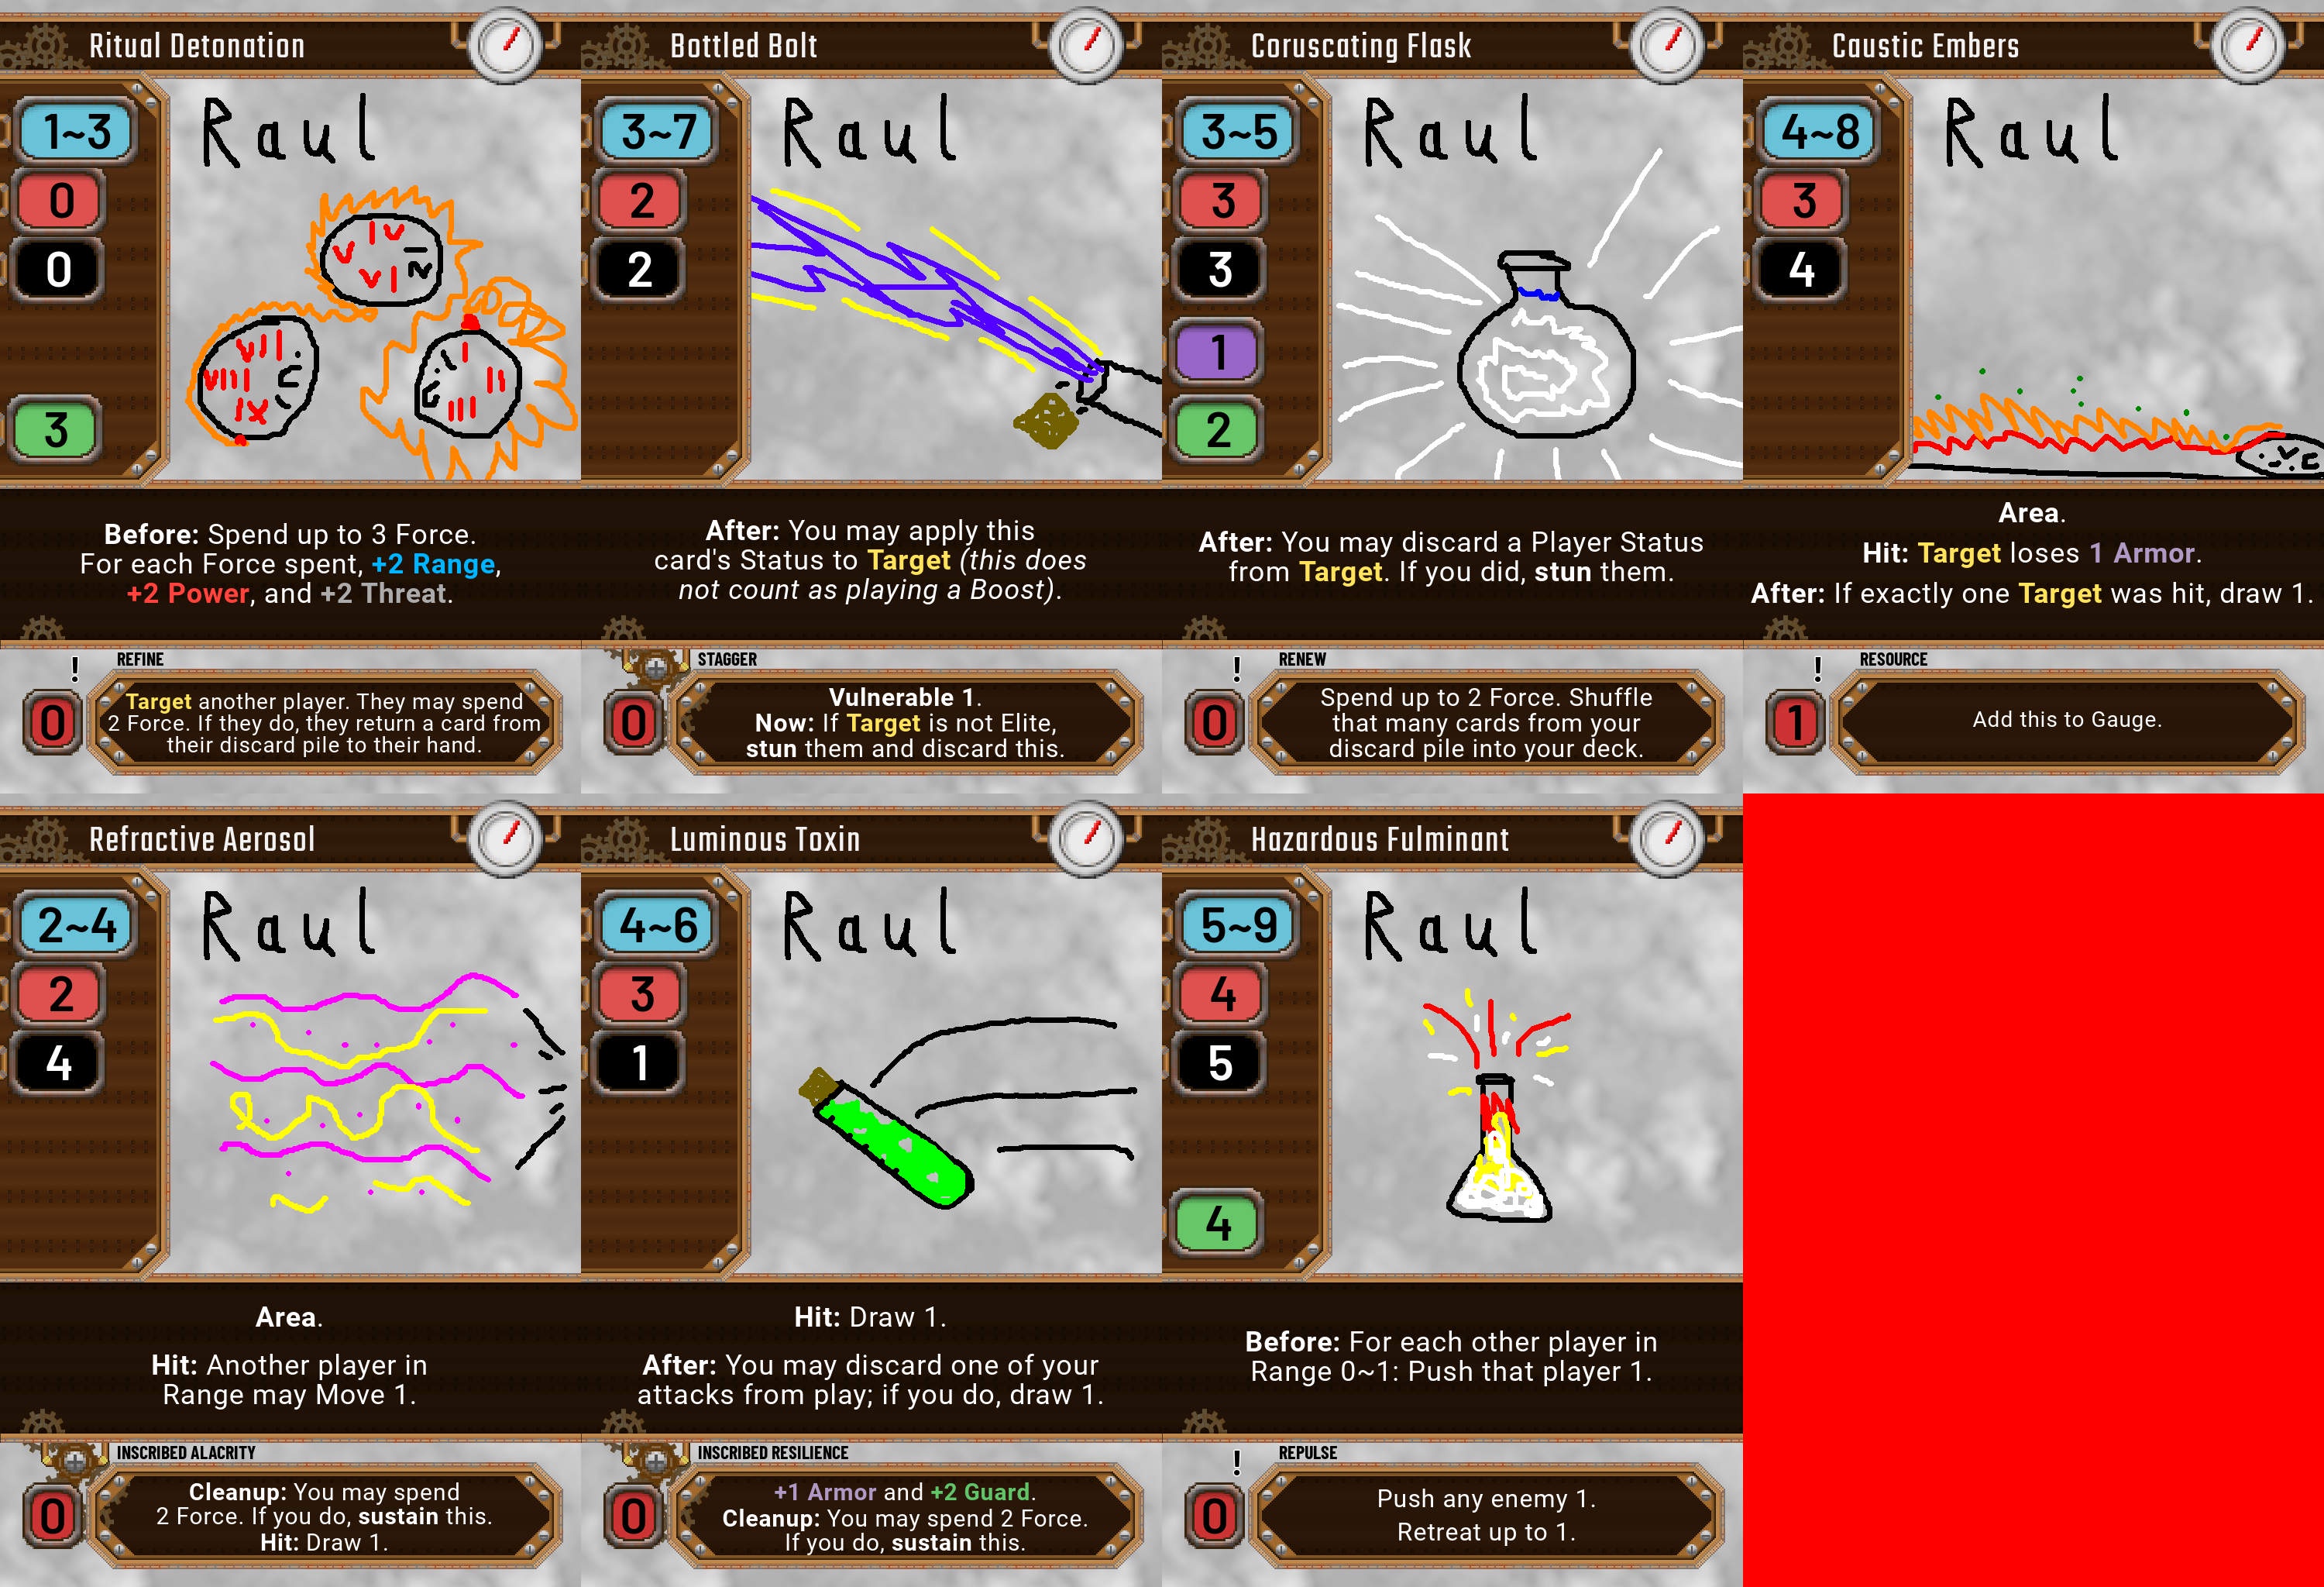 Ritual Detonation
1~3
Raul
0
0
IV
V
VI
IV
VII
VIII
IX
I
II
III
3
Before: Spend up to 3 Force.
For each Force spent, +2 Range,
+2 Power, and +2 Threat.
! REFINE
0
Target another player. They may spend
2 Force. If they do, they return a card from
their discard pile to their hand.
Bottled Bolt
3~7
Raul
2
2
After: You may apply this
card's Status to Target (this does
not count as playing a Boost).
STAGGER
0
Vulnerable 1.
Now: If Target is not Elite,
stun them and discard this.
Coruscating Flask
3~5
Raul
3
3
1
2
After: You may discard a Player Status
from Target. If you did, stun them.
! RENEW
0
Spend up to 2 Force. Shuffle
that many cards from your
discard pile into your deck.
Caustic Embers
4~8
Raul
3
4
Area.
Hit: Target loses 1 Armor.
After: If exactly one Target was hit, draw 1.
! RESOURCE
1
Add this to Gauge.
Refractive Aerosol
2~4
Raul
2
4
Area.
Hit: Another player in
Range may Move 1.
INSCRIBED ALACRITY
0
Cleanup: You may spend
2 Force. If you do, sustain this.
Hit: Draw 1.
Luminous Toxin
4~6
Raul
3
1
Hit: Draw 1.
After: You may discard one of your
attacks from play; if you do, draw 1.
INSCRIBED RESILIENCE
0
+1 Armor and +2 Guard.
Cleanup: You may spend 2 Force.
If you do, sustain this.
Hazardous Fulminant
5~9
Raul
4
5
4
Before: For each other player in
Range 0~1: Push that player 1.
! REPULSE
0
Push any enemy 1.
Retreat up to 1.